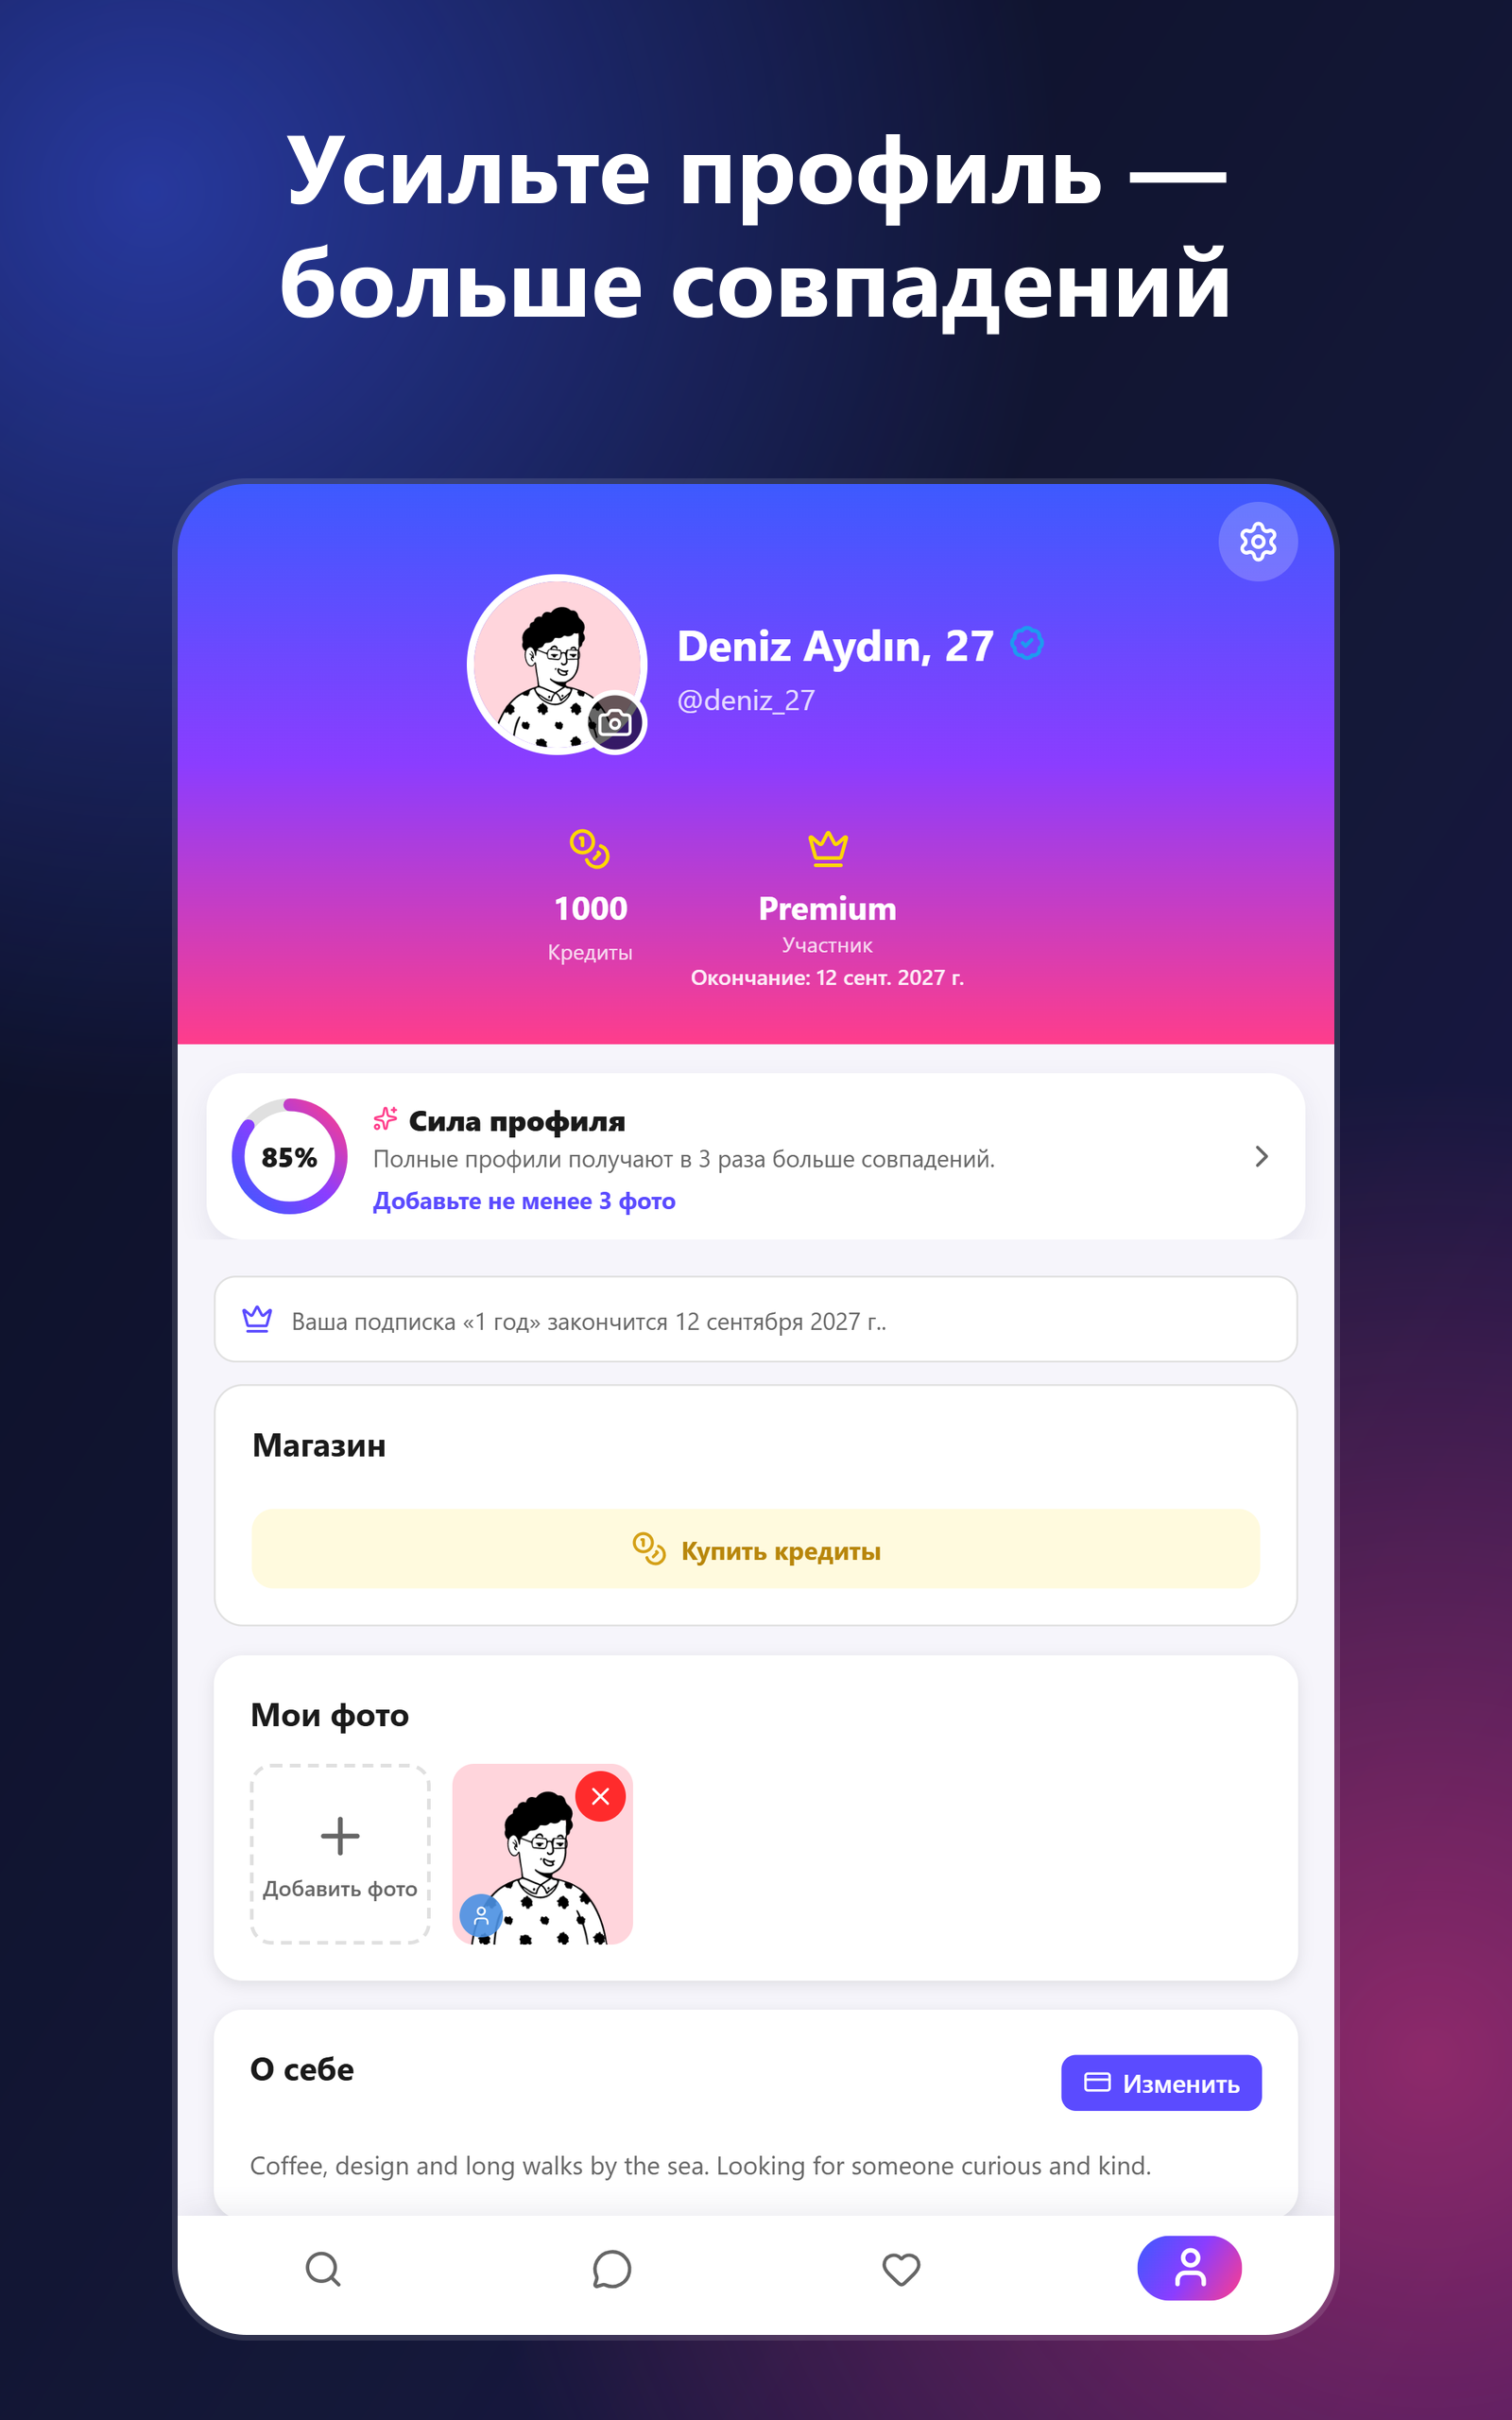 Усильте профиль —
больше совпадений
Deniz Aydın, 27
@deniz_27
1000
Кредиты
Premium
Участник
Окончание: 12 сент. 2027 г.
85%
Сила профиля
Полные профили получают в 3 раза больше совпадений.
Добавьте не менее 3 фото
Ваша подписка «1 год» закончится 12 сентября 2027 г..
Магазин
Купить кредиты
Мои фото
Добавить фото
О себе
Изменить
Coffee, design and long walks by the sea. Looking for someone curious and kind.